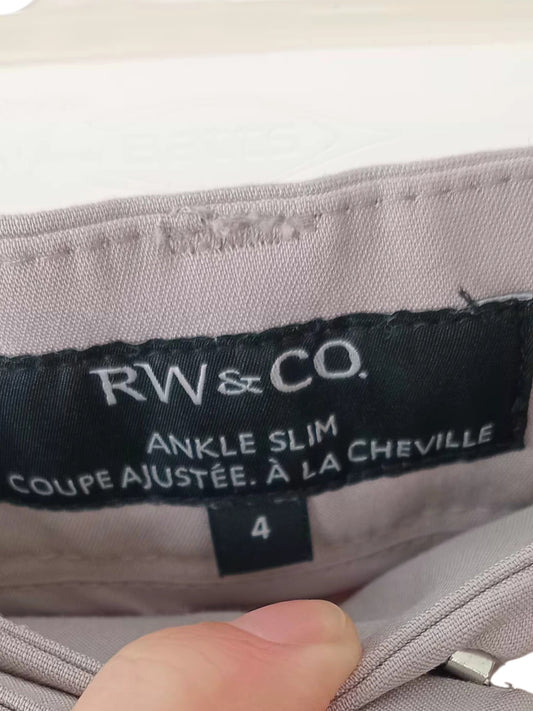 RW & CO.
ANKLE SLIM
COUPE AJUSTÉE. À LA CHEVILLE
4